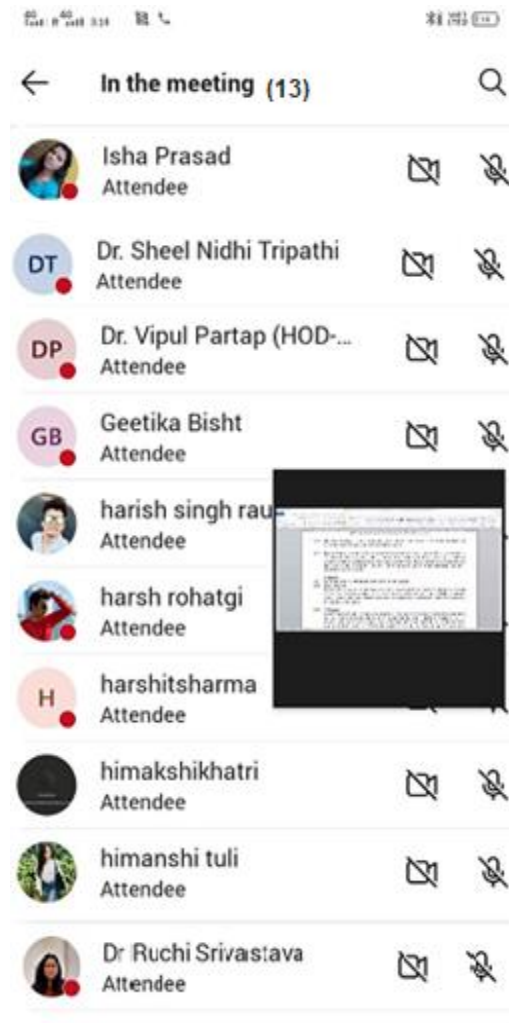 In the meeting (13)
Isha Prasad
Attendee
DT
Dr. Sheel Nidhi Tripathi
Attendee
DP
Dr. Vipul Partap (HOD-...
Attendee
GB
Geetika Bisht
Attendee
harish singh rau
Attendee
harsh rohatgi
Attendee
H
harshitsharma
Attendee
himakshikhatri
Attendee
himanshi tuli
Attendee
Dr Ruchi Srivastava
Attendee